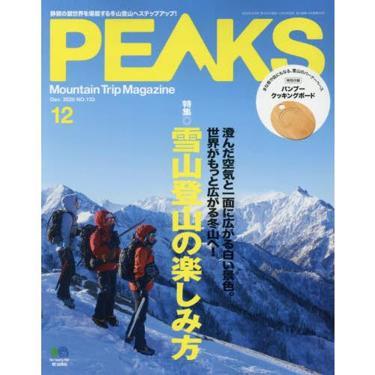 静寂の銀世界を堪能する冬山登山へステップアップ!
PEAKS
Mountain Trip Magazine
Dec. 2020 NO.133
12
特別付録
バンブー
クッキングボード
特集
澄んだ空気と一面に広がる白い景色。
世界がもっと広がる冬山へ!
雪山登山の楽しみ方